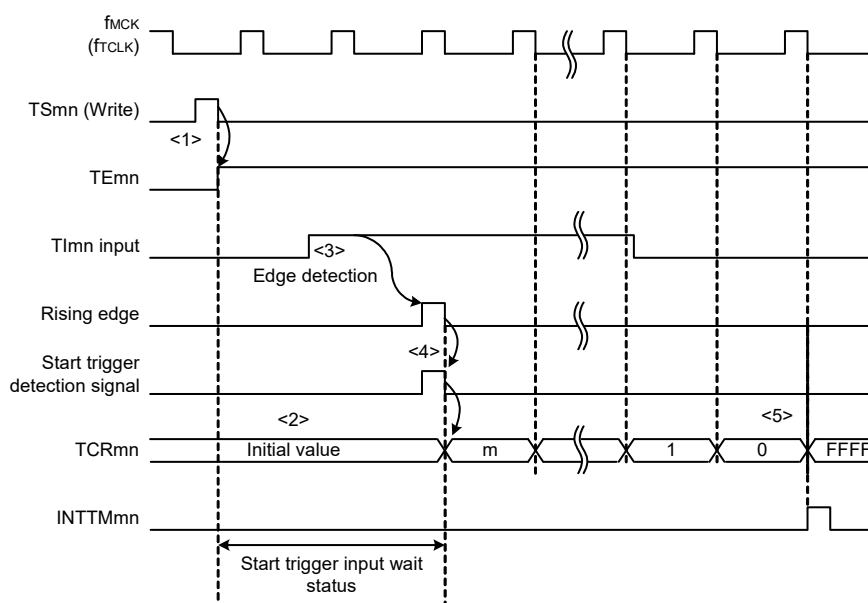 fMCK
(fTCLK)
TSmn (Write)
<1>
TEmn
TImn input
<3>
Edge detection
Rising edge
<4>
Start trigger
detection signal
<2>
<5>
TCRmn
Initial value
m
1
0
FFFF
INTTMmn
Start trigger input wait
status